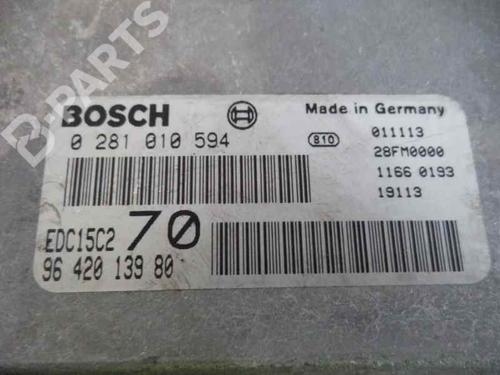 B-PARTS
BOSCH
Made in Germany
0 281 010 594
810
011113
28FM0000
1166 0193
19113
EDC15C2 70
96 420 139 80